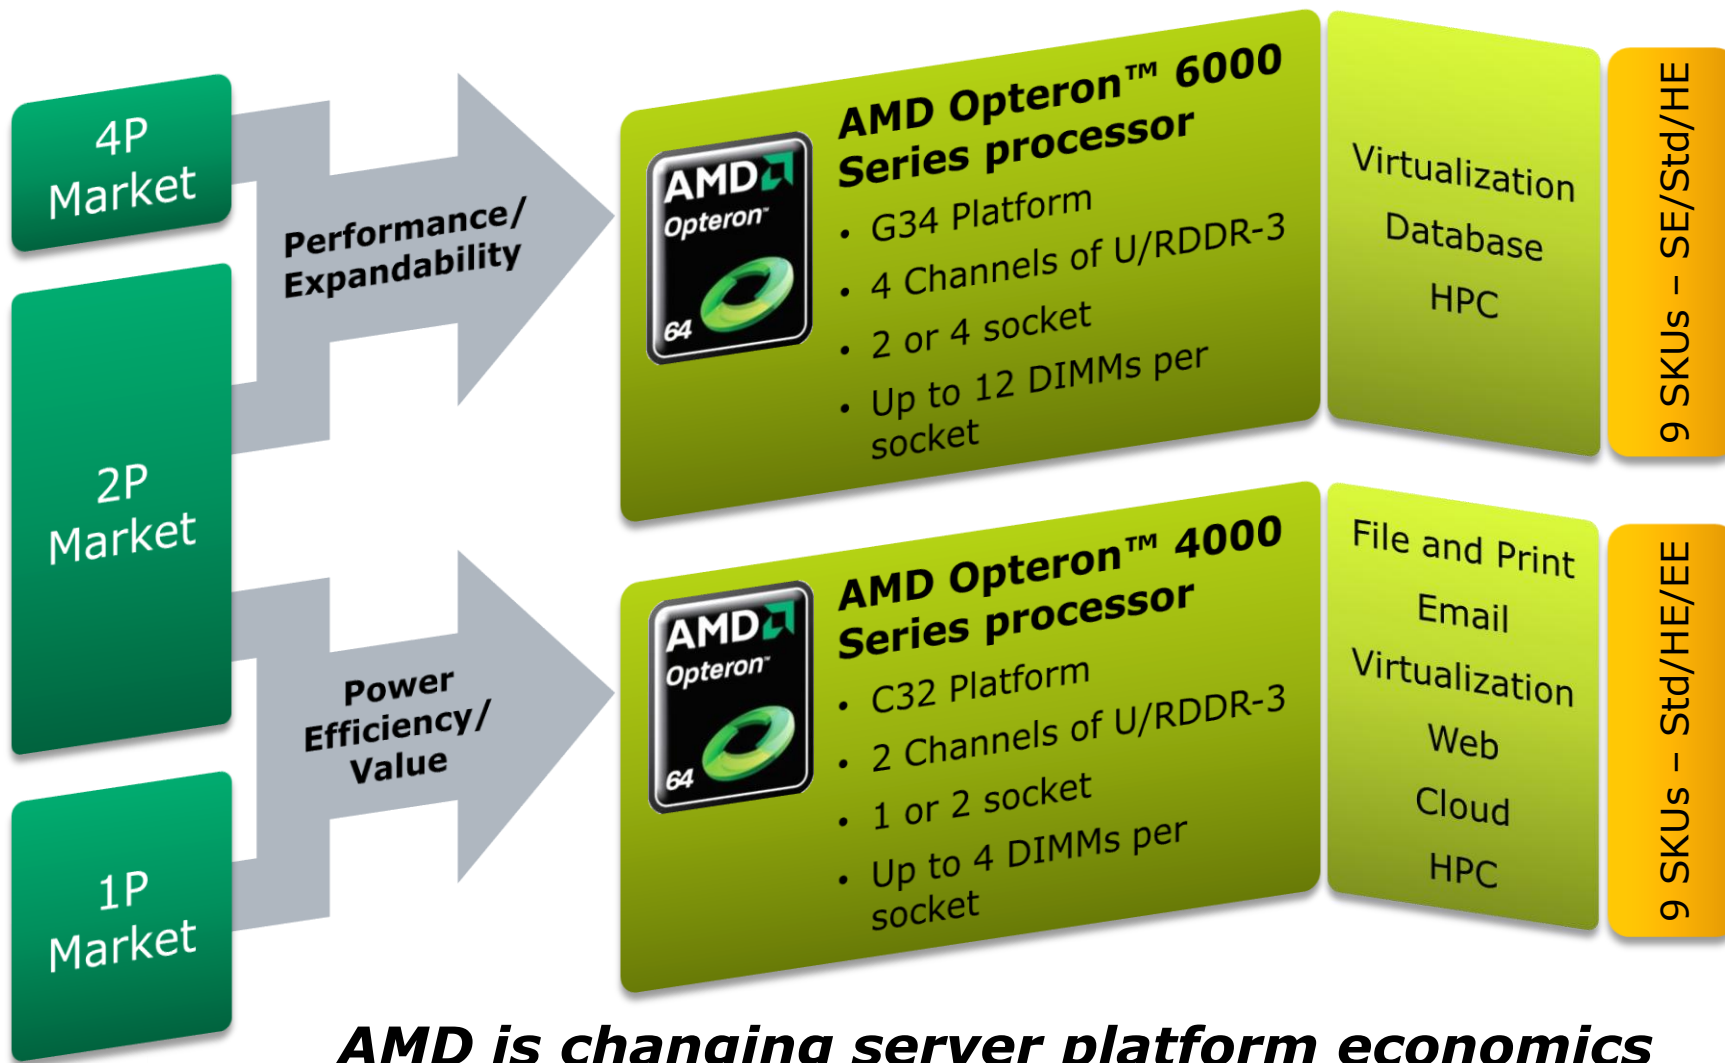 4P
Market
2P
Market
1P
Market
Performance/
Expandability
Power
Efficiency/
Value
AMD
Opteron™
64
AMD Opteron™ 6000
Series processor
• G34 Platform
• 4 Channels of U/RDDR-3
• 2 or 4 socket
• Up to 12 DIMMs per
socket
Virtualization
Database
HPC
9 SKUs – SE/Std/HE
AMD
Opteron™
64
AMD Opteron™ 4000
Series processor
• C32 Platform
• 2 Channels of U/RDDR-3
• 1 or 2 socket
• Up to 4 DIMMs per
socket
File and Print
Email
Virtualization
Web
Cloud
HPC
9 SKUs – Std/HE/EE
AMD is changing server platform economics